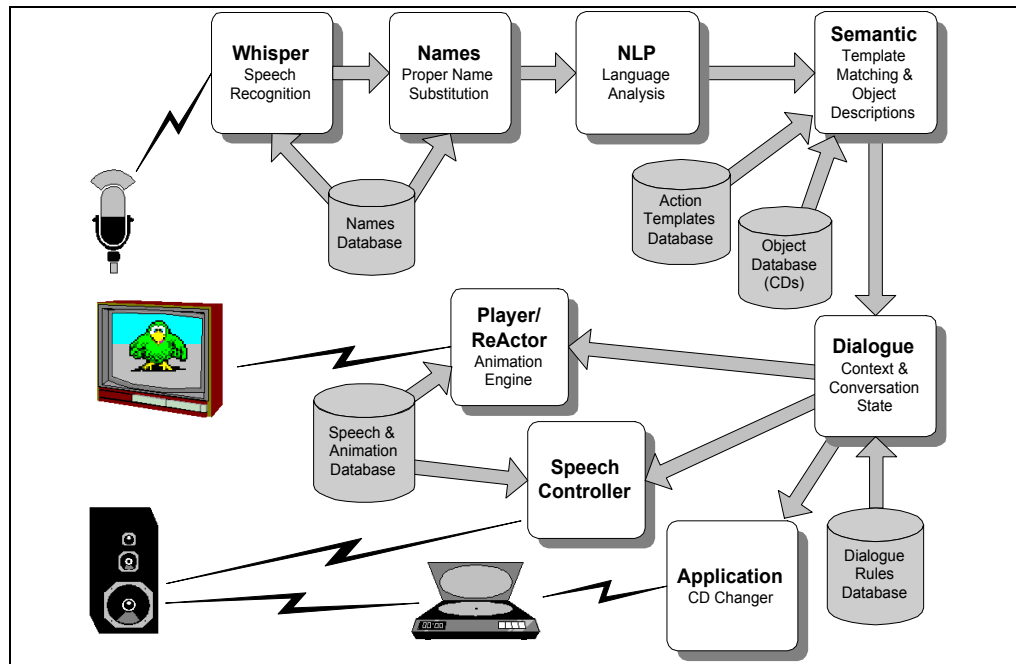 Whisper
Speech
Recognition
Names
Proper Name
Substitution
NLP
Language
Analysis
Semantic
Template
Matching &
Object
Descriptions
Names
Database
Action
Templates
Database
Object
Database
(CDs)
Player/
ReActor
Animation
Engine
Dialogue
Context &
Conversation
State
Speech &
Animation
Database
Speech
Controller
Application
CD Changer
Dialogue
Rules
Database
00:00